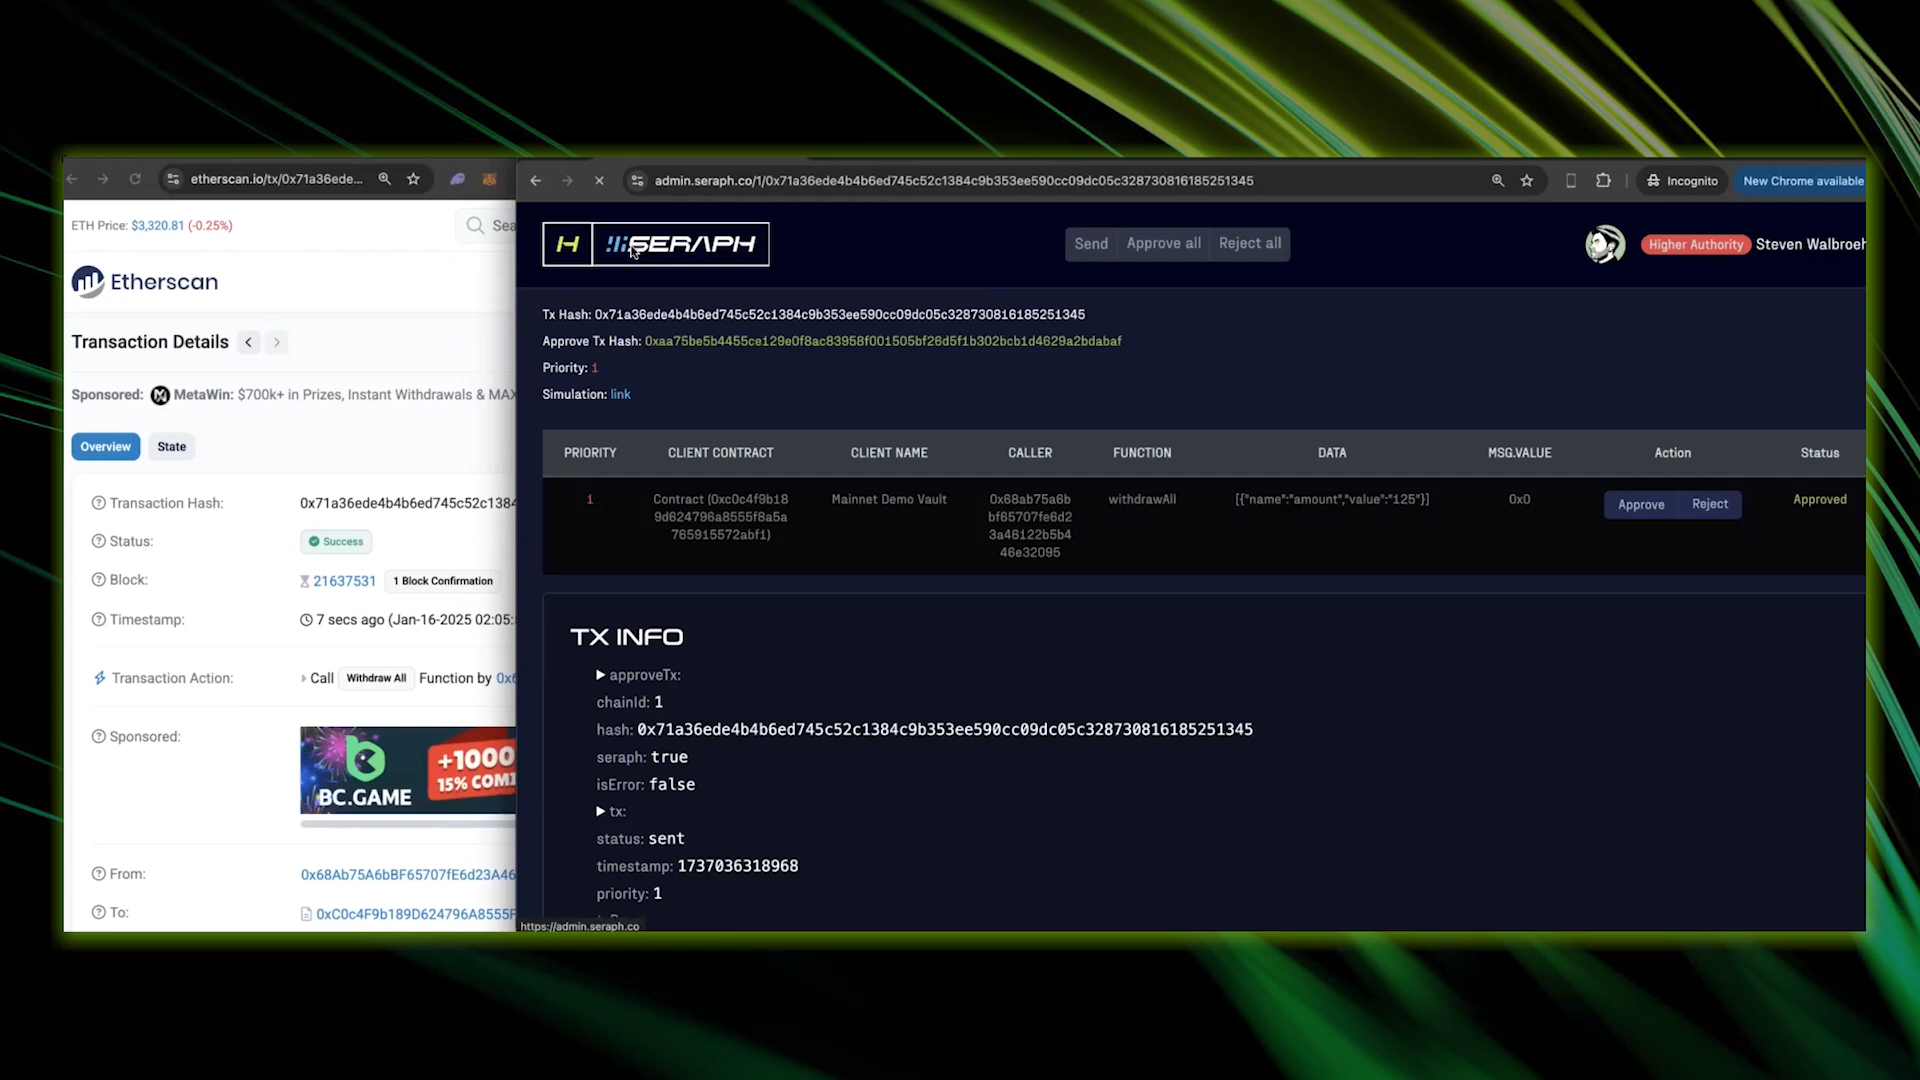 etherscan.io/tx/0x71a36ede...
ETH Price: $3,320.81 (-0.25%)
Sea
Etherscan
Transaction Details
Sponsored: MetaWin: $700k+ in Prizes, Instant Withdrawals & MAX
Overview State
Transaction Hash: 0x71a36ede4b4b6ed745c52c1384
Status: Success
Block: 21637531 1 Block Confirmation
Timestamp: 7 secs ago (Jan-16-2025 02:05:
Transaction Action: Call Withdraw All Function by 0x6
Sponsored:
BC.GAME
+1000
15% COMI
From: 0x68Ab75A6bBF65707fE6d23A46
To: 0xC0c4F9b189D624796A8555F
admin.seraph.co/1/0x71a36ede4b4b6ed745c52c1384c9b353ee590cc09dc05c328730816185251345
Incognito
New Chrome available
H SERAPH
Send Approve all Reject all
Higher Authority Steven Walbroeh
Tx Hash: 0x71a36ede4b4b6ed745c52c1384c9b353ee590cc09dc05c328730816185251345
Approve Tx Hash: 0xaa75be5b4455ce129e0f8ac83958f001505bf26d5f1b302bcb1d4629a2bdabaf
Priority: 1
Simulation: link
PRIORITY CLIENT CONTRACT CLIENT NAME CALLER FUNCTION DATA MSG.VALUE Action Status
1 Contract (0xc0c4f9b18 Mainnet Demo Vault 0x68ab75a6b withdrawAll [{"name":"amount","value":"125"}] 0x0 Approve Reject Approved
9d624796a8555f8a5a bf65707fe6d2
765915572abf1) 3a46122b5b4
46e32095
TX INFO
approveTx:
chainId: 1
hash: 0x71a36ede4b4b6ed745c52c1384c9b353ee590cc09dc05c328730816185251345
seraph: true
isError: false
tx:
status: sent
timestamp: 1737036318968
priority: 1
https://admin.seraph.co